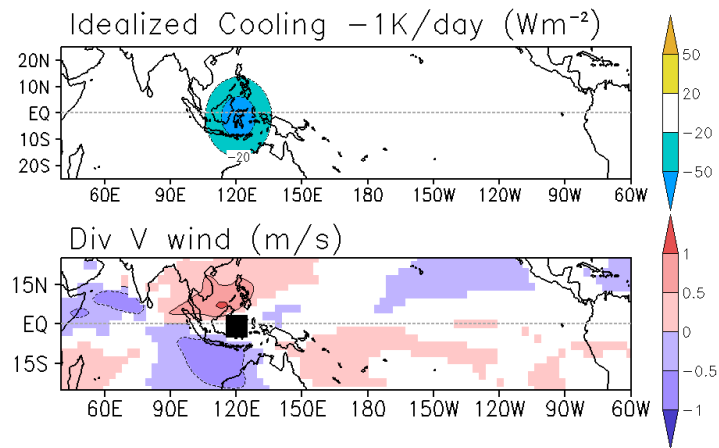 Idealized Cooling −1K/day (Wm⁻²)
20N
10N
EQ
10S
20S
−20
60E 90E 120E 150E 180 150W 120W 90W 60W
50
20
−20
−50
Div V wind (m/s)
15N
EQ
15S
60E 90E 120E 150E 180 150W 120W 90W 60W
1
0.5
0
−0.5
−1